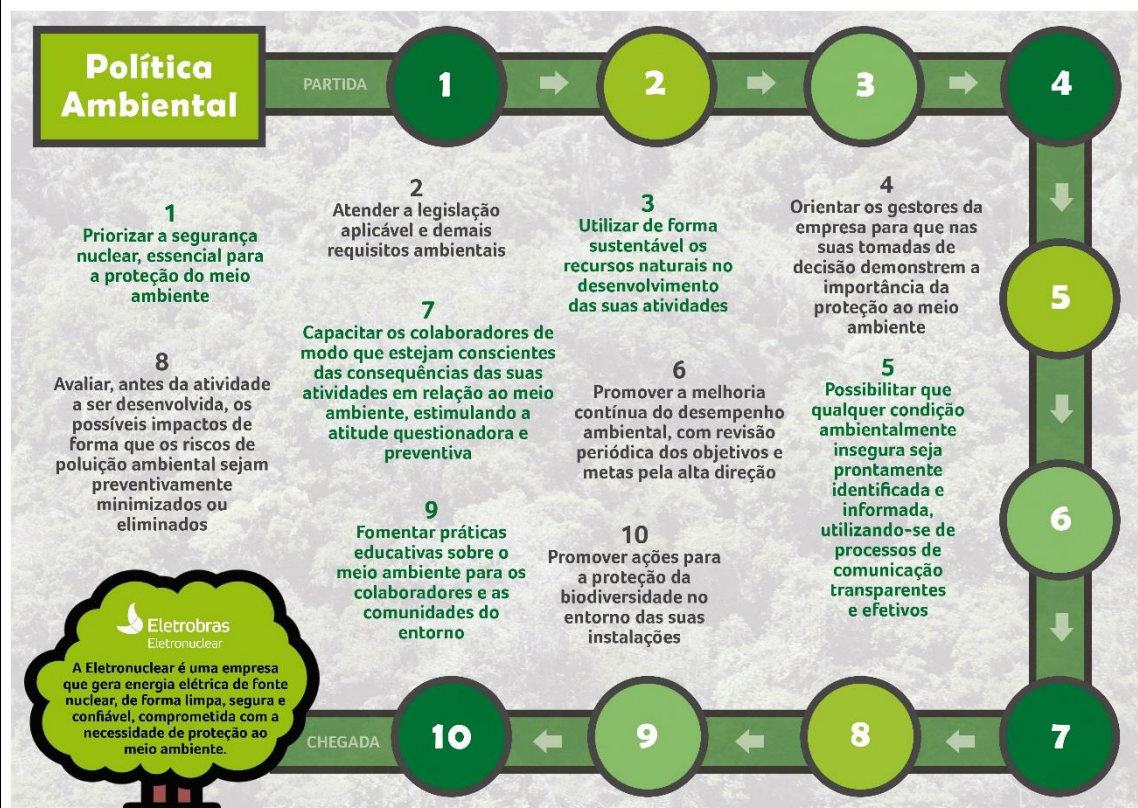 Política
Ambiental
PARTIDA
1
2
3
4
5
6
7
8
9
10
CHEGADA
1
Priorizar a segurança
nuclear, essencial para
a proteção do meio
ambiente
2
Atender a legislação
aplicável e demais
requisitos ambientais
3
Utilizar de forma
sustentável os
recursos naturais no
desenvolvimento
das suas atividades
4
Orientar os gestores da
empresa para que nas
suas tomadas de
decisão demonstrem a
importância da
proteção ao meio
ambiente
5
Possibilitar que
qualquer condição
ambientalmente
insegura seja
prontamente
identificada e
informada,
utilizando-se de
processos de
comunicação
transparentes
e efetivos
6
Promover a melhoria
contínua do desempenho
ambiental, com revisão
periódica dos objetivos e
metas pela alta direção
7
Capacitar os colaboradores de
modo que estejam conscientes
das consequências das suas
atividades em relação ao meio
ambiente, estimulando a
atitude questionadora e
preventiva
8
Avaliar, antes da atividade
a ser desenvolvida, os
possíveis impactos de
forma que os riscos de
poluição ambiental sejam
preventivamente
minimizados ou
eliminados
9
Fomentar práticas
educativas sobre o
meio ambiente para os
colaboradores e as
comunidades do
entorno
10
Promover ações para
a proteção da
biodiversidade no
entorno das suas
instalações
Eletrobras
Eletronuclear
A Eletronuclear é uma empresa
que gera energia elétrica de fonte
nuclear, de forma limpa, segura e
confiável, comprometida com a
necessidade de proteção ao
meio ambiente.